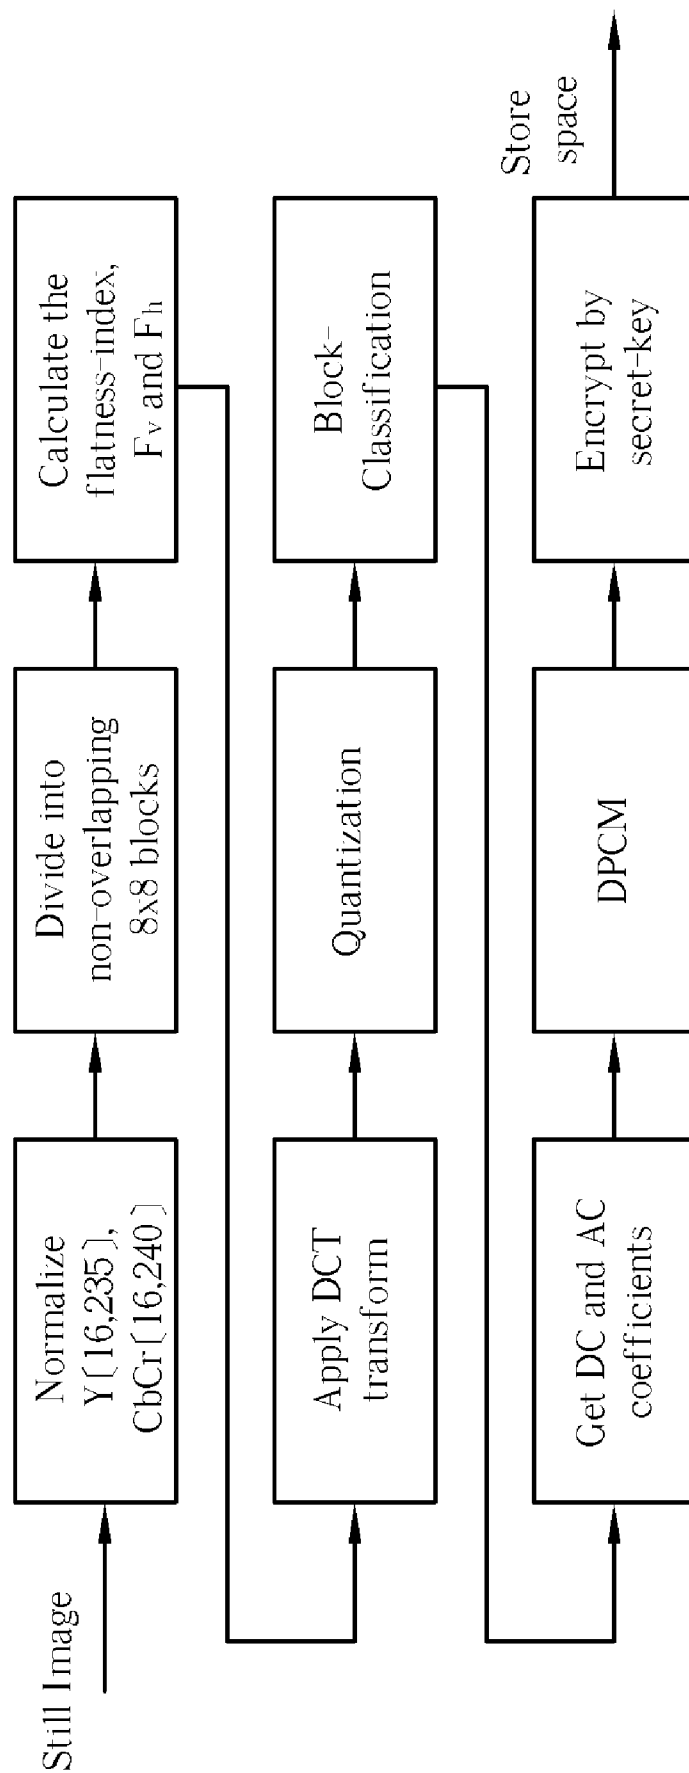 Still Image
Normalize
Y[16,235],
CbCr[16,240]
Divide into
non-overlapping
8x8 blocks
Calculate the
flatness-index,
Fv and Fh
Apply DCT
transform
Quantization
Block-
Classification
Get DC and AC
coefficients
DPCM
Encrypt by
secret-key
Store
space